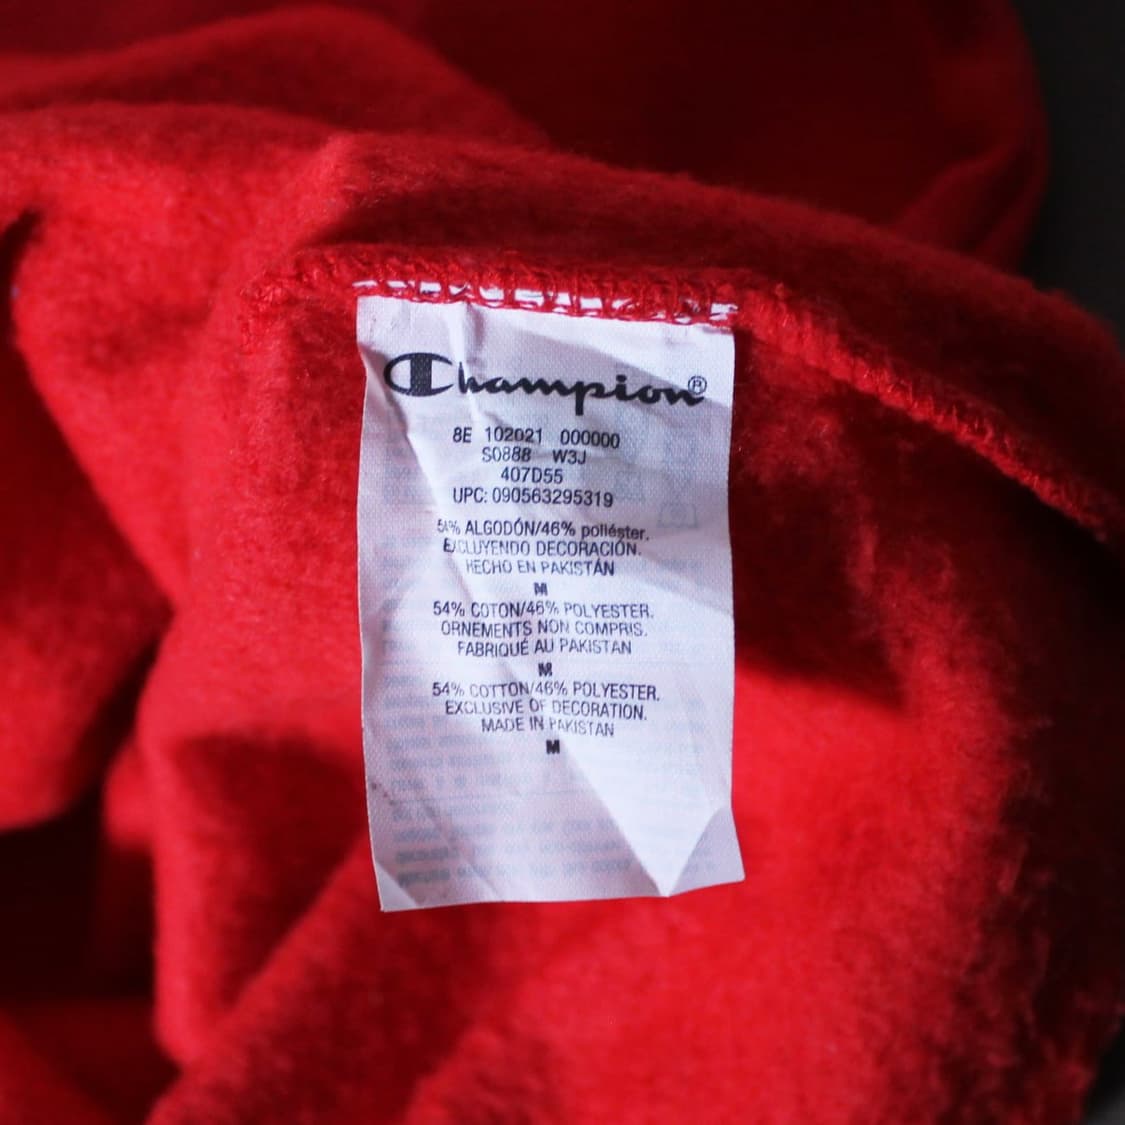 Champion®
8E 102021 000000
S0888 W3J
407D55
UPC: 090563295319
54% ALGODÓN/46% poliéster.
EXCLUYENDO DECORACIÓN.
HECHO EN PAKISTÁN
M
54% COTON/46% POLYESTER.
ORNEMENTS NON COMPRIS.
FABRIQUÉ AU PAKISTAN
M
54% COTTON/46% POLYESTER.
EXCLUSIVE OF DECORATION.
MADE IN PAKISTAN
M